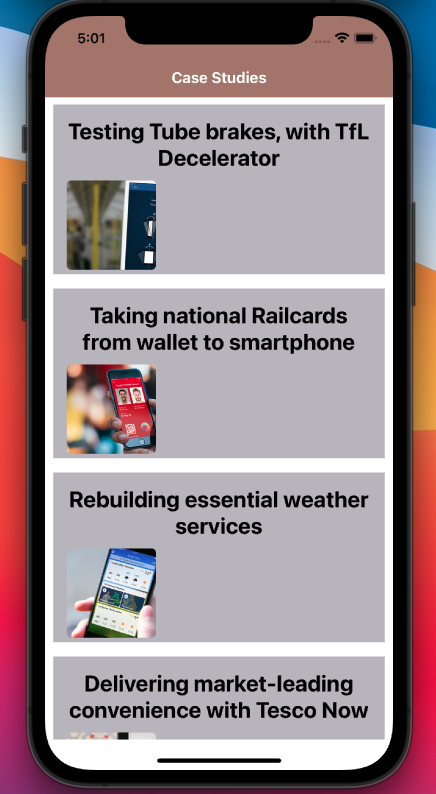 5:01
Case Studies
Testing Tube brakes, with TfL
Decelerator
Taking national Railcards
from wallet to smartphone
Rebuilding essential weather
services
Delivering market-leading
convenience with Tesco Now